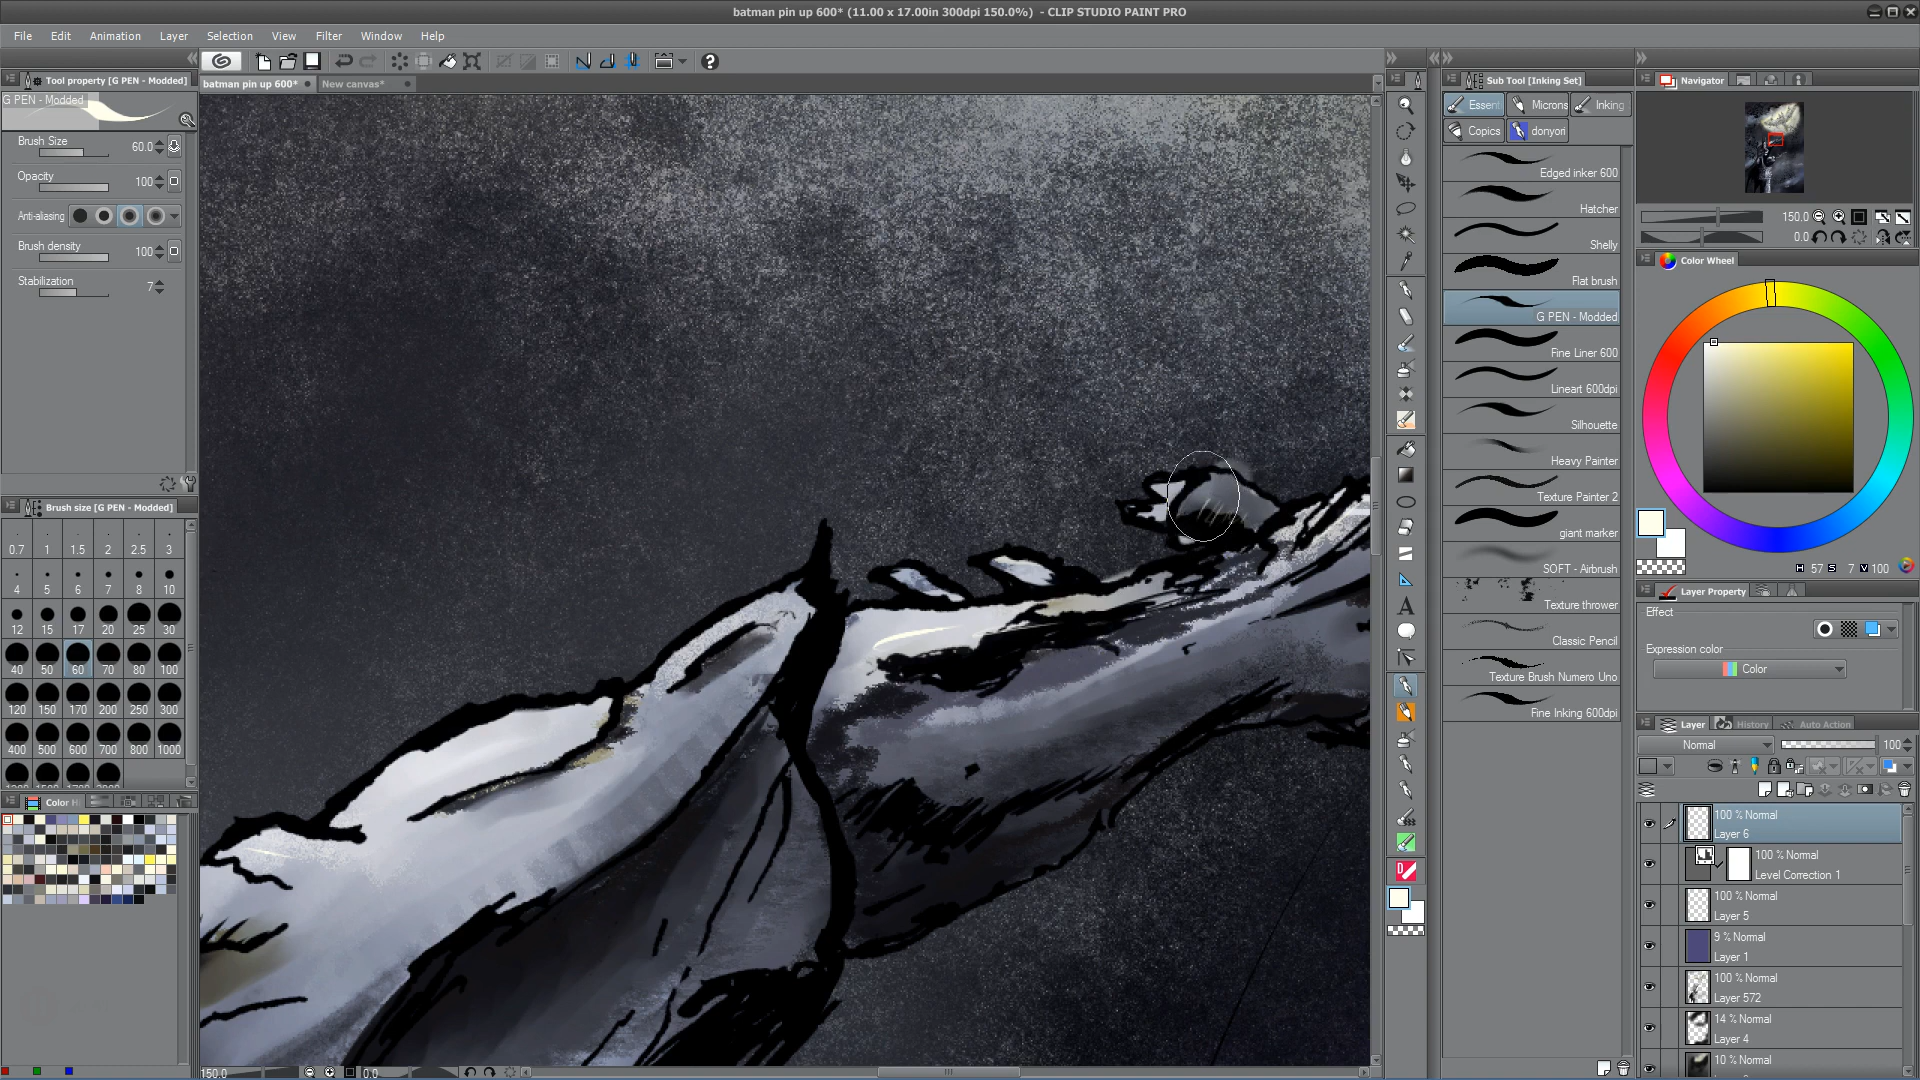 batman pin up 600* (11.00 x 17.00in 300dpi 150.0%) - CLIP STUDIO PAINT PRO
File Edit Animation Layer Selection View Filter Window Help
Tool property [G PEN - Modded]
G PEN - Modded
Brush Size 60.0
Opacity 100
Anti-aliasing
Brush density 100
Stabilization 7
Brush size [G PEN - Modded]
0.7 1 1.5 2 2.5 3
4 5 6 7 8 10
12 15 17 20 25 30
40 50 60 70 80 100
120 150 170 200 250 300
400 500 600 700 800 1000
Color H
batman pin up 600* New canvas*
150.0 0.0
Sub Tool [Inking Set]
Essent Microns Inking
Copics donyori
Edged inker 600
Hatcher
Shelly
Flat brush
G PEN - Modded
Fine Liner 600
Lineart 600dpi
Silhouette
Heavy Painter
Texture Painter 2
giant marker
SOFT - Airbrush
Texture thrower
Classic Pencil
Texture Brush Numero Uno
Fine Inking 600dpi
Navigator
150.0
0.0
Color Wheel
H 57 S 7 V 100
Layer Property
Effect
Expression color
Color
Layer History Auto Action
Normal 100
100 % Normal
Layer 6
100 % Normal
Level Correction 1
100 % Normal
Layer 5
9 % Normal
Layer 1
100 % Normal
Layer 572
14 % Normal
Layer 4
10 % Normal